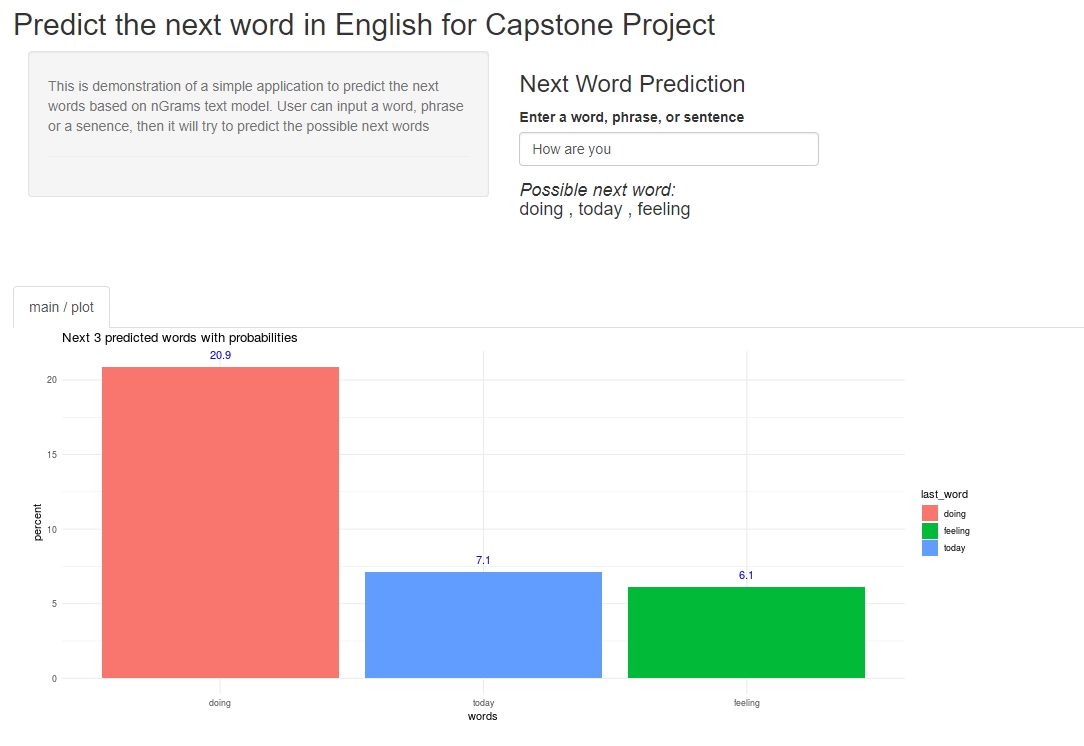 Predict the next word in English for Capstone Project
This is demonstration of a simple application to predict the next
words based on nGrams text model. User can input a word, phrase
or a senence, then it will try to predict the possible next words
Next Word Prediction
Enter a word, phrase, or sentence
How are you
Possible next word:
doing , today , feeling
main / plot
Next 3 predicted words with probabilities
20.9
7.1
6.1
20
15
10
5
0
percent
doing
today
feeling
words
last_word
doing
feeling
today